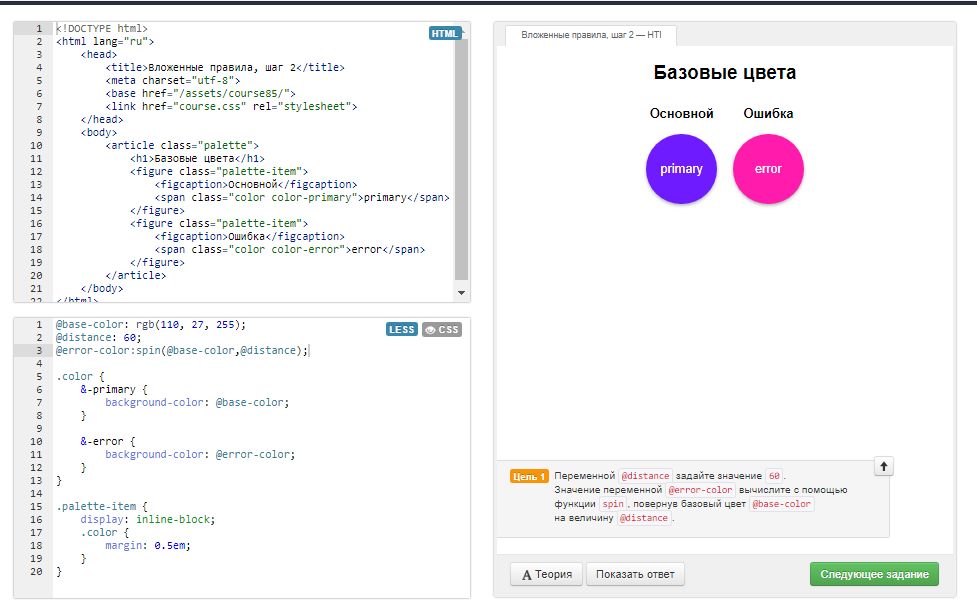 HTML
1 <!DOCTYPE html>
2 <html lang="ru">
3 <head>
4 <title>Вложенные правила, шаг 2</title>
5 <meta charset="utf-8">
6 <base href="/assets/course85/">
7 <link href="course.css" rel="stylesheet">
8 </head>
9 <body>
10 <article class="palette">
11 <h1>Базовые цвета</h1>
12 <figure class="palette-item">
13 <figcaption>Основной</figcaption>
14 <span class="color color-primary">primary</span>
15 </figure>
16 <figure class="palette-item">
17 <figcaption>Ошибка</figcaption>
18 <span class="color color-error">error</span>
19 </figure>
20 </article>
21 </body>
22 </html>
LESS CSS
1 @base-color: rgb(110, 27, 255);
2 @distance: 60;
3 @error-color:spin(@base-color,@distance);
4
5 .color {
6 &-primary {
7 background-color: @base-color;
8 }
9
10 &-error {
11 background-color: @error-color;
12 }
13 }
14
15 .palette-item {
16 display: inline-block;
17 .color {
18 margin: 0.5em;
19 }
20 }
Вложенные правила, шаг 2 — HTI
Базовые цвета
Основной Ошибка
primary error
Цель 1 Переменной @distance задайте значение 60.
Значение переменной @error-color вычислите с помощью
функции spin, повернув базовый цвет @base-color
на величину @distance.
A Теория Показать ответ Следующее задание